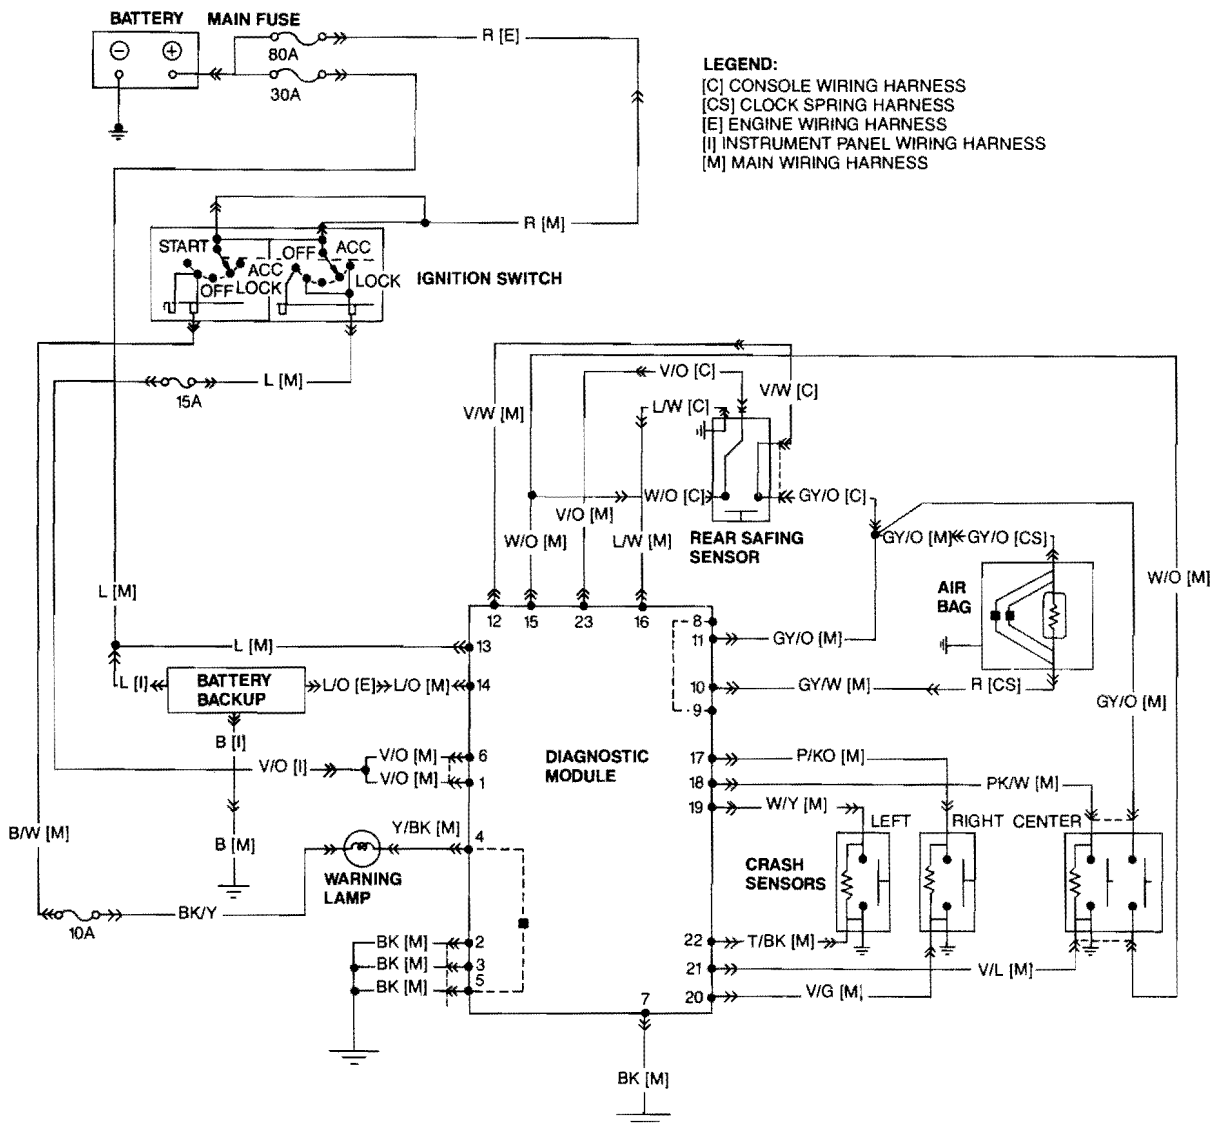 BATTERY MAIN FUSE
80A
30A
R [E]
LEGEND:
[C] CONSOLE WIRING HARNESS
[CS] CLOCK SPRING HARNESS
[E] ENGINE WIRING HARNESS
[I] INSTRUMENT PANEL WIRING HARNESS
[M] MAIN WIRING HARNESS
R [M]
START
OFF
ACC
ACC
LOCK
OFF
LOCK
IGNITION SWITCH
15A
L [M]
V/O [C]
V/W [C]
V/W [M]
L/W [C]
W/O [C]
GY/O [C]
V/O [M]
W/O [M]
L/W [M]
REAR SAFING
SENSOR
GY/O [M]
GY/O [CS]
AIR
BAG
W/O [M]
L [M]
12
15
23
16
L [M]
13
8
11
GY/O [M]
L [I]
BATTERY
BACKUP
L/O [E]
L/O [M]
14
10
GY/W [M]
R [CS]
9
GY/O [M]
B [I]
V/O [I]
V/O [M]
6
V/O [M]
1
DIAGNOSTIC
MODULE
17
P/KO [M]
18
PK/W [M]
19
W/Y [M]
B/W [M]
B [M]
Y/BK [M]
4
LEFT
RIGHT
CENTER
WARNING
LAMP
CRASH
SENSORS
10A
BK/Y
BK [M]
2
BK [M]
3
BK [M]
5
22
T/BK [M]
21
V/L [M]
20
V/G [M]
7
BK [M]